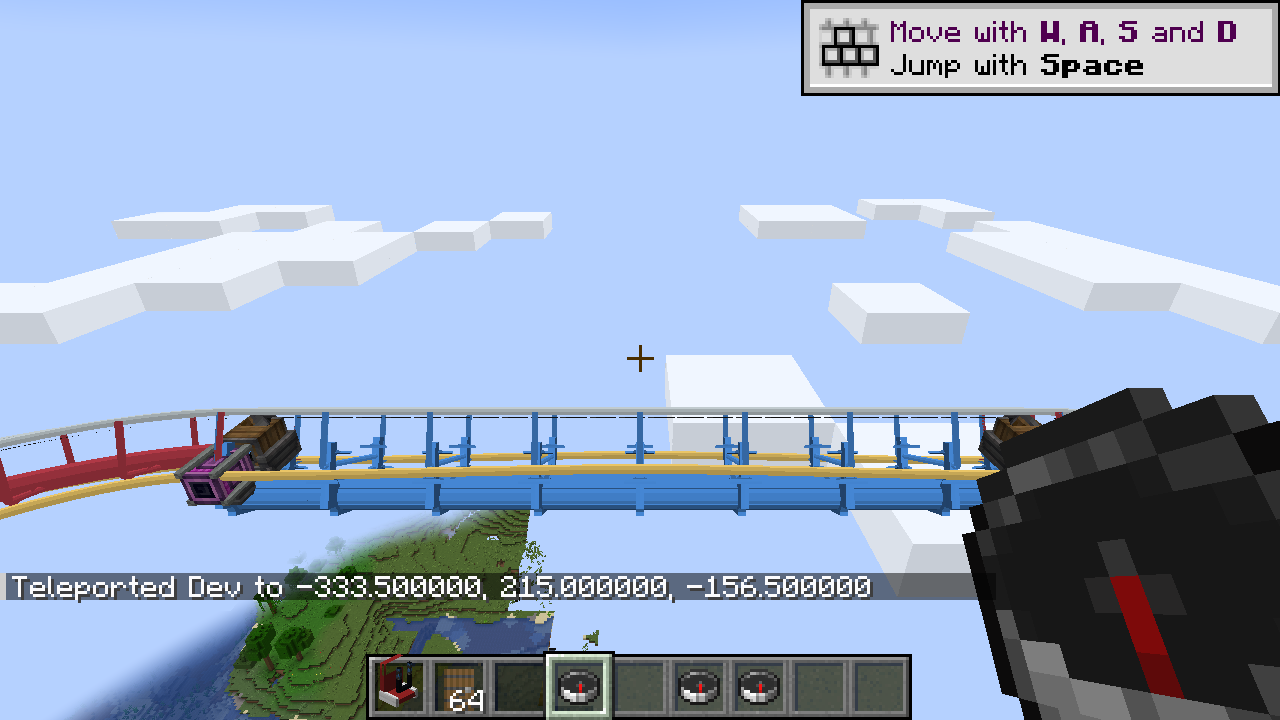 Move with W, A, S and D
Jump with Space
Teleported Dev to -333.500000, 215.000000, -156.500000
64